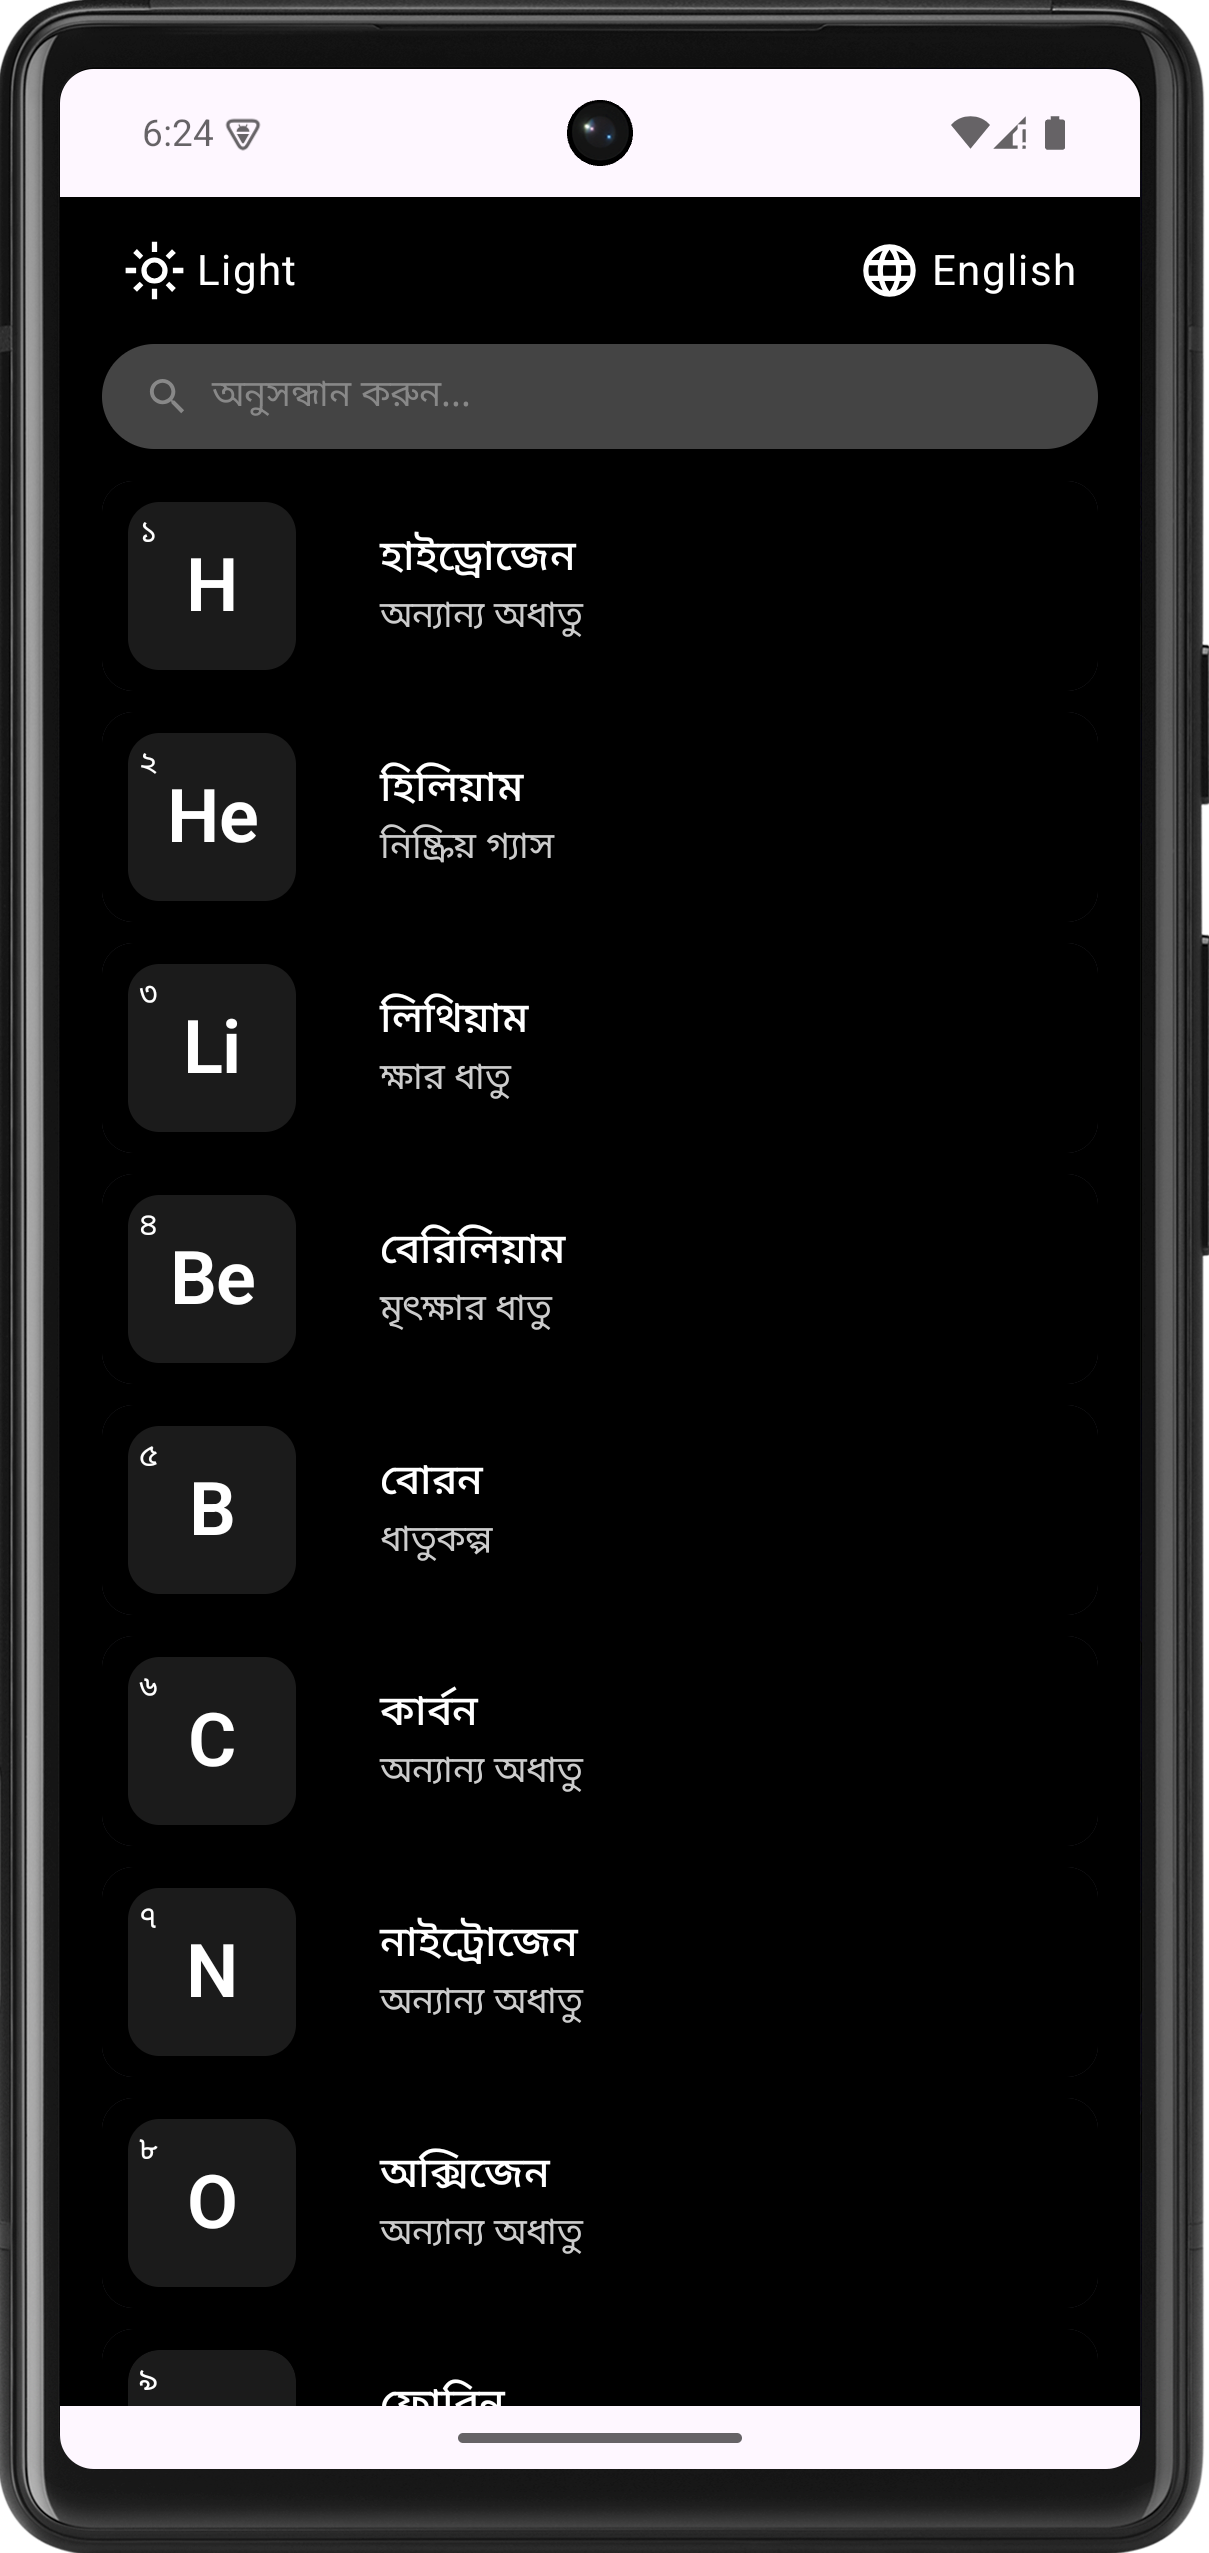 6:24
Light
English
অনুসন্ধান করুন...
১
H
হাইড্রোজেন
অন্যান্য অধাতু
২
He
হিলিয়াম
নিষ্ক্রিয় গ্যাস
৩
Li
লিথিয়াম
ক্ষার ধাতু
৪
Be
বেরিলিয়াম
মৃৎক্ষার ধাতু
৫
B
বোরন
ধাতুকল্প
৬
C
কার্বন
অন্যান্য অধাতু
৭
N
নাইট্রোজেন
অন্যান্য অধাতু
৮
O
অক্সিজেন
অন্যান্য অধাতু
৯